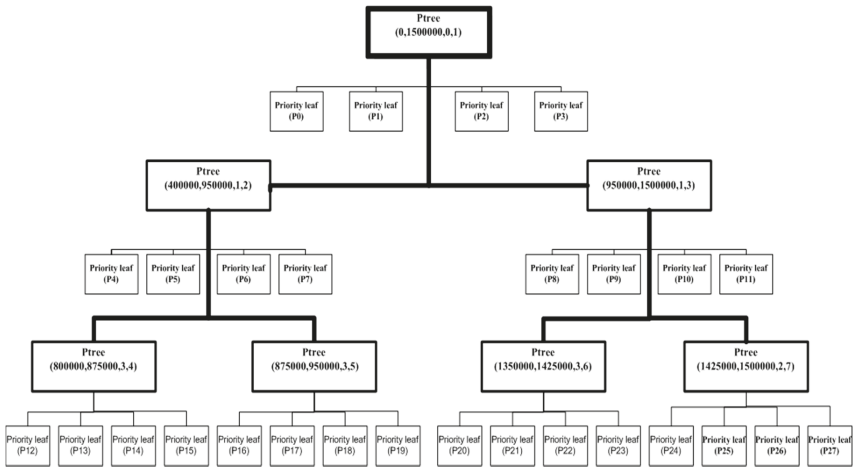 Ptree
(0,1500000,0,1)
Priority leaf
(P0)
Priority leaf
(P1)
Priority leaf
(P2)
Priority leaf
(P3)
Ptree
(400000,950000,1,2)
Ptree
(950000,1500000,1,3)
Priority leaf
(P4)
Priority leaf
(P5)
Priority leaf
(P6)
Priority leaf
(P7)
Priority leaf
(P8)
Priority leaf
(P9)
Priority leaf
(P10)
Priority leaf
(P11)
Ptree
(800000,875000,3,4)
Ptree
(875000,950000,3,5)
Ptree
(1350000,1425000,3,6)
Ptree
(1425000,1500000,2,7)
Priority leaf
(P12)
Priority leaf
(P13)
Priority leaf
(P14)
Priority leaf
(P15)
Priority leaf
(P16)
Priority leaf
(P17)
Priority leaf
(P18)
Priority leaf
(P19)
Priority leaf
(P20)
Priority leaf
(P21)
Priority leaf
(P22)
Priority leaf
(P23)
Priority leaf
(P24)
Priority leaf
(P25)
Priority leaf
(P26)
Priority leaf
(P27)